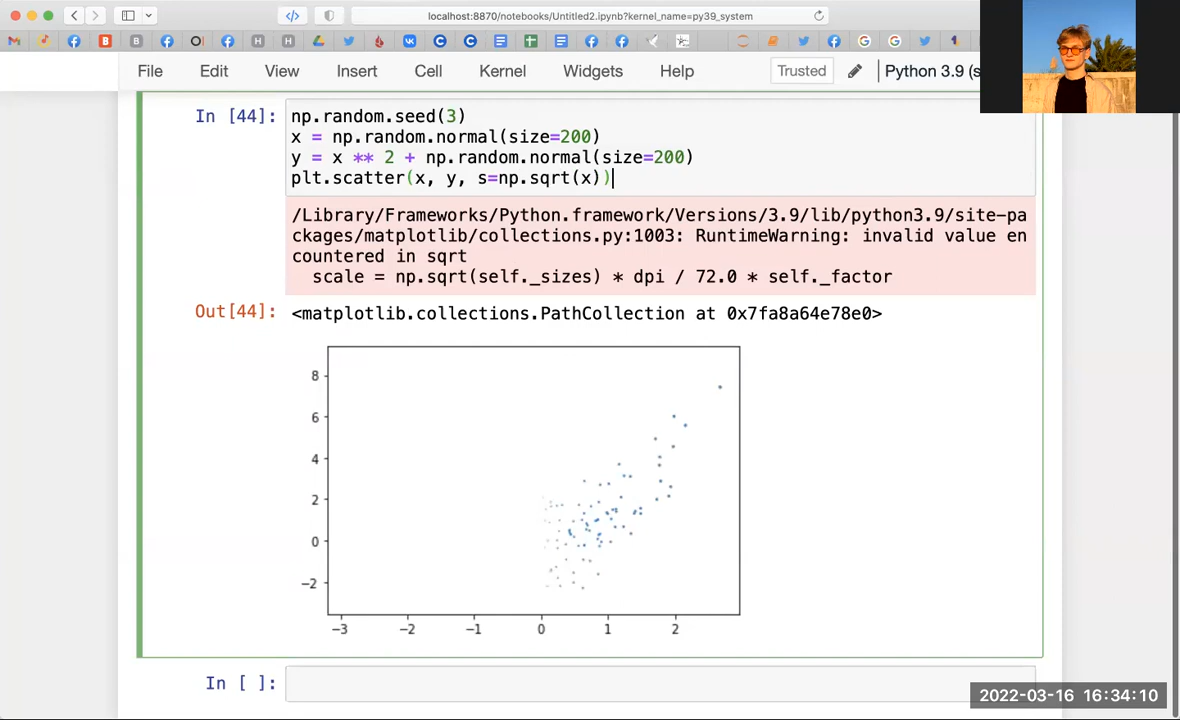 localhost:8870/notebooks/Untitled2.ipynb?kernel_name=py39_system
File Edit View Insert Cell Kernel Widgets Help Trusted Python 3.9 (s
In [44]:
np.random.seed(3)
x = np.random.normal(size=200)
y = x ** 2 + np.random.normal(size=200)
plt.scatter(x, y, s=np.sqrt(x))
/Library/Frameworks/Python.framework/Versions/3.9/lib/python3.9/site-pa
ckages/matplotlib/collections.py:1003: RuntimeWarning: invalid value en
countered in sqrt
scale = np.sqrt(self._sizes) * dpi / 72.0 * self._factor
Out[44]: <matplotlib.collections.PathCollection at 0x7fa8a64e78e0>
8
6
4
2
0
−2
−3 −2 −1 0 1 2
In [ ]:
2022-03-16 16:34:10